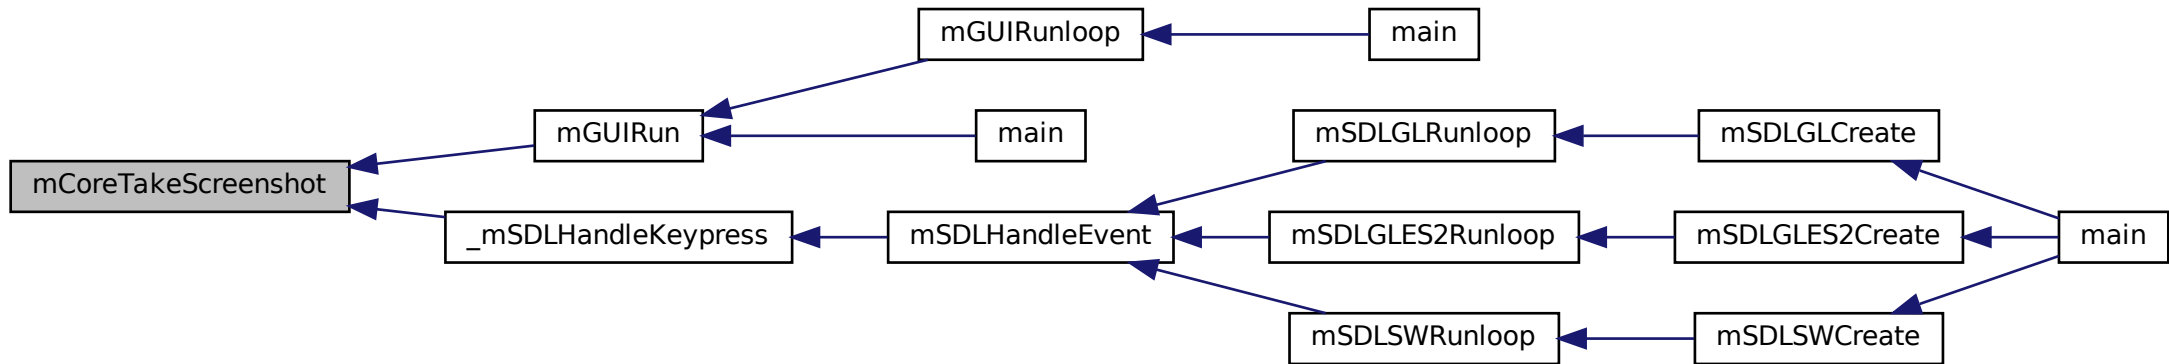 mGUIRunloop
main
mGUIRun
main
mSDLGLRunloop
mSDLGLCreate
mCoreTakeScreenshot
_mSDLHandleKeypress
mSDLHandleEvent
mSDLGLES2Runloop
mSDLGLES2Create
main
mSDLSWRunloop
mSDLSWCreate